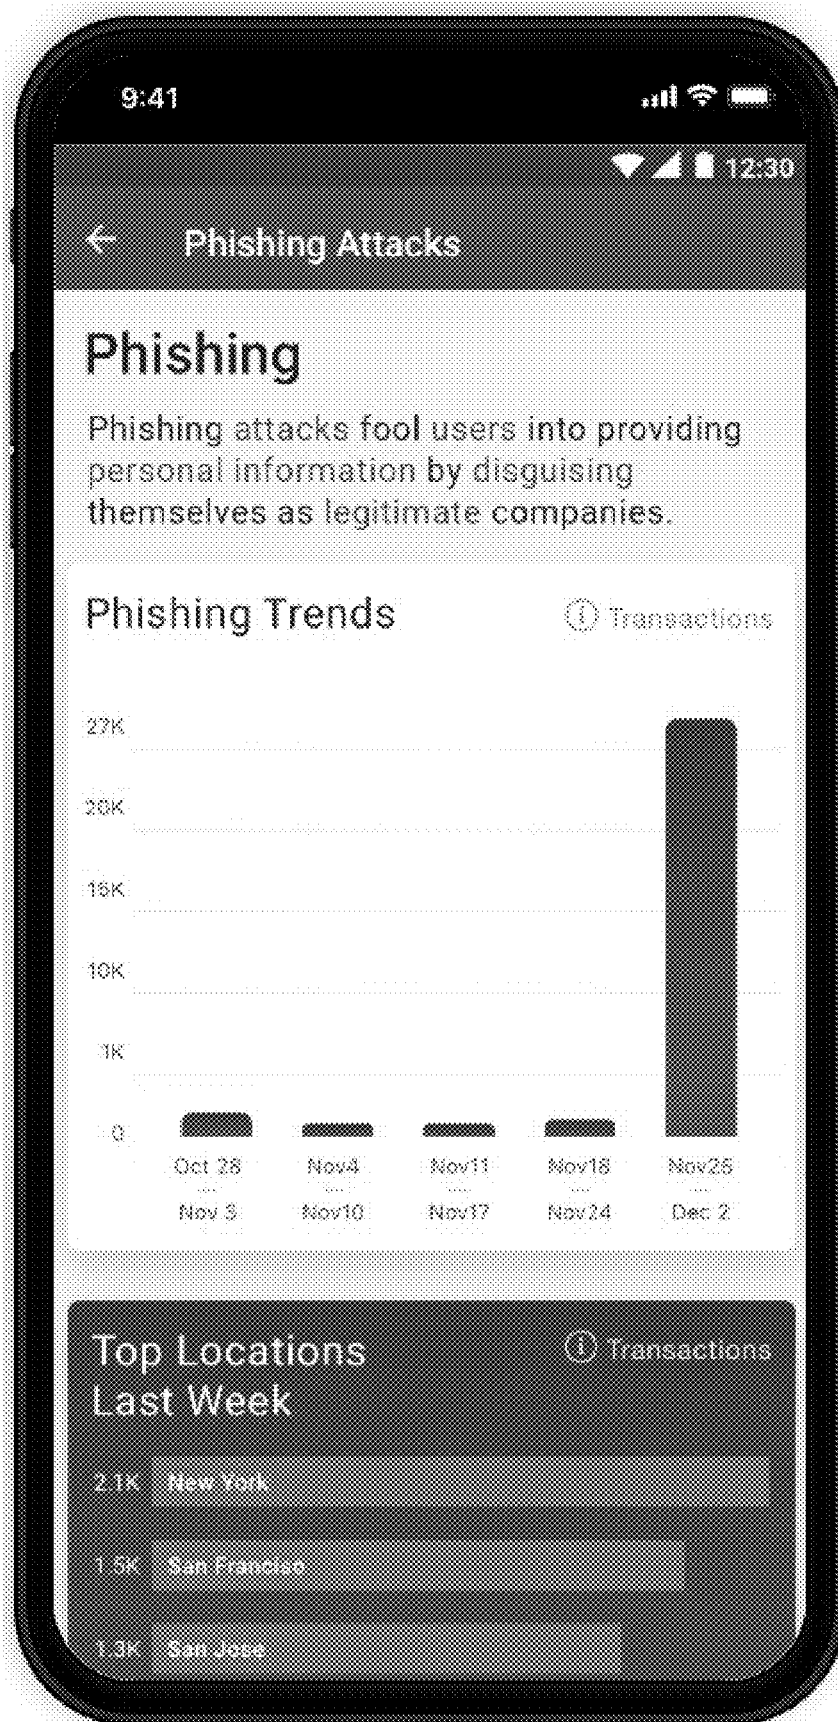 9:41
12:30
Phishing Attacks
Phishing
Phishing attacks fool users into providing
personal information by disguising
themselves as legitimate companies.
Phishing Trends
Transactions
27K
20K
15K
10K
1K
0
Oct 28 Nov4 Nov11 Nov18 Nov25
Nov 3 Nov10 Nov17 Nov24 Dec 2
Top Locations
Last Week
Transactions
2.1K New York
1.5K San Franciso
1.3K San Jose